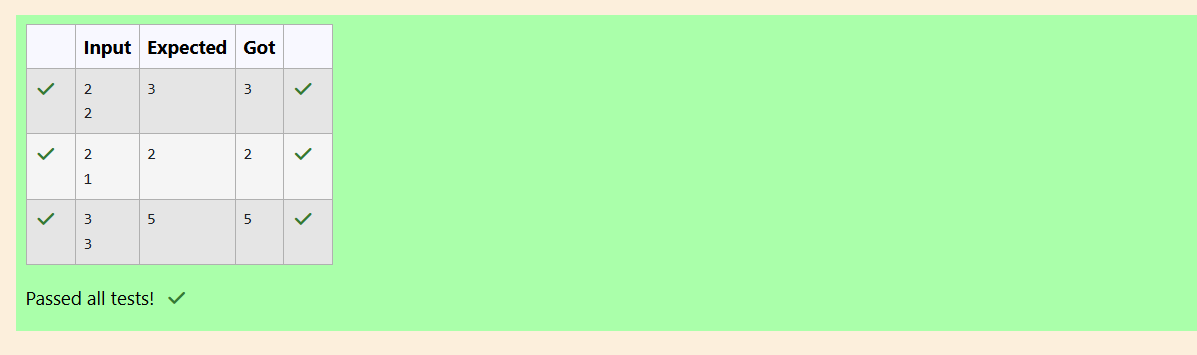 Input Expected Got
2 3 3
2
2 2 2
1
3 5 5
3
Passed all tests!